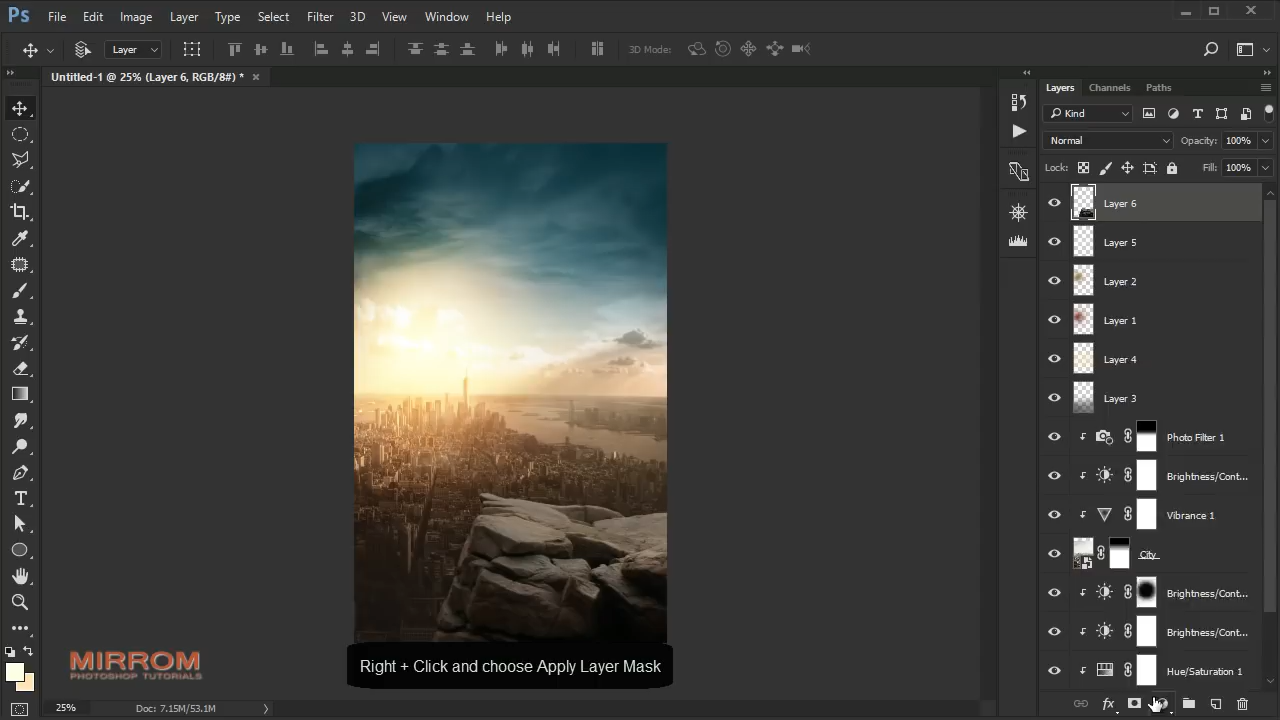 Ps File Edit Image Layer Type Select Filter 3D View Window Help
Layer 3D Mode:
Untitled-1 @ 25% (Layer 6, RGB/8#) * ×
Layers Channels Paths
Kind
Normal Opacity: 100%
Lock: Fill: 100%
Layer 6
Layer 5
Layer 2
Layer 1
Layer 4
Layer 3
Photo Filter 1
Brightness/Cont...
Vibrance 1
City
Brightness/Cont...
Brightness/Cont...
Hue/Saturation 1
MIRROM
PHOTOSHOP TUTORIALS
Right + Click and choose Apply Layer Mask
25% Doc: 7.15M/53.1M